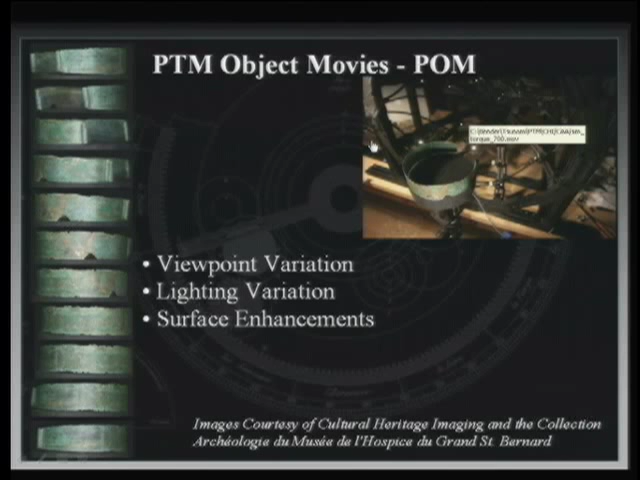 PTM Object Movies - POM
• Viewpoint Variation
• Lighting Variation
• Surface Enhancements
Images Courtesy of Cultural Heritage Imaging and the Collection
Archéologie du Musée de l'Hospice du Grand St. Bernard